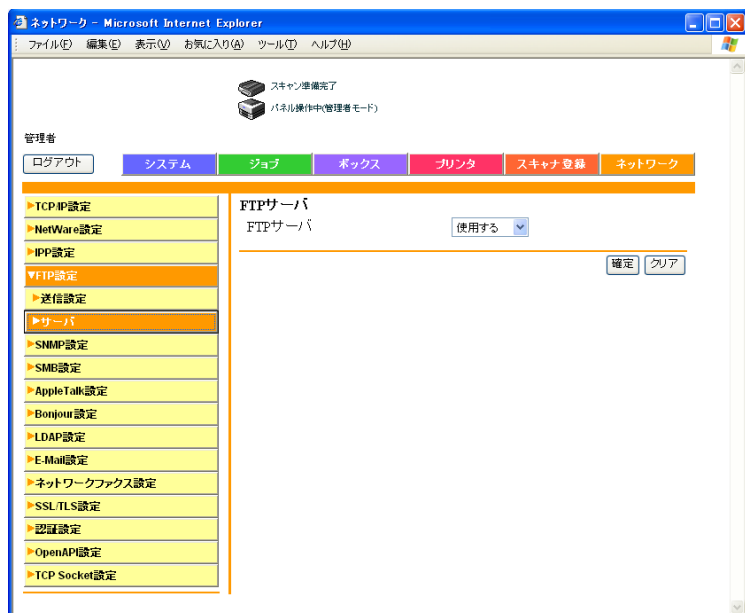 ネットワーク - Microsoft Internet Explorer
ファイル(F) 編集(E) 表示(V) お気に入り(A) ツール(T) ヘルプ(H)
スキャン準備完了
パネル操作中(管理者モード)
管理者
ログアウト
システム ジョブ ボックス プリンタ スキャナ登録 ネットワーク
TCP/IP設定
NetWare設定
IPP設定
FTP設定
送信設定
サーバ
SNMP設定
SMB設定
AppleTalk設定
Bonjour設定
LDAP設定
E-Mail設定
ネットワークファクス設定
SSL/TLS設定
認証設定
OpenAPI設定
TCP Socket設定
FTPサーバ
FTPサーバ 使用する
確定 クリア